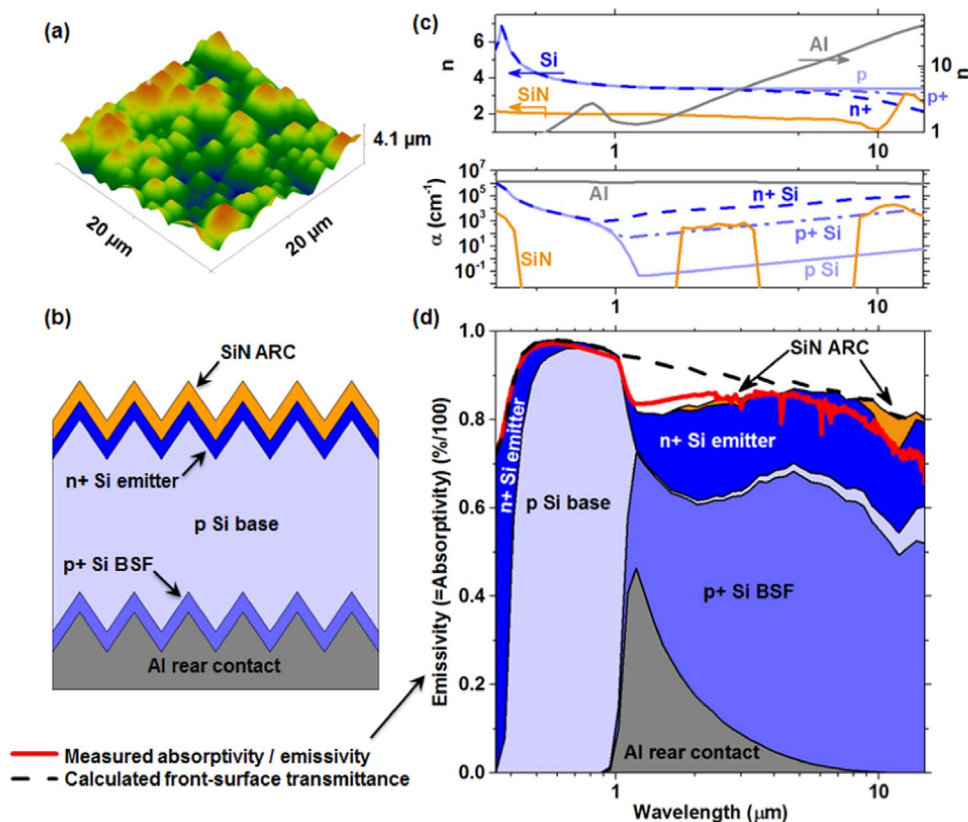 (a)
4.1 µm
20 µm
20 µm
(b)
SiN ARC
n+ Si emitter
p Si base
p+ Si BSF
Al rear contact
Measured absorptivity / emissivity
Calculated front-surface transmittance
(c)
n
6
4
2
Si
SiN
Al
p
p+
n+
10
1
n
1
10
α (cm⁻¹)
10⁷
10⁵
10³
10¹
10⁻¹
Al
n+ Si
p+ Si
SiN
p Si
1
10
(d)
Emissivity (=Absorptivity) (%/100)
1.0
0.8
0.6
0.4
0.2
0.0
SiN ARC
n+ Si emitter
n+ Si emitter
p Si base
p+ Si BSF
Al rear contact
1
10
Wavelength (µm)